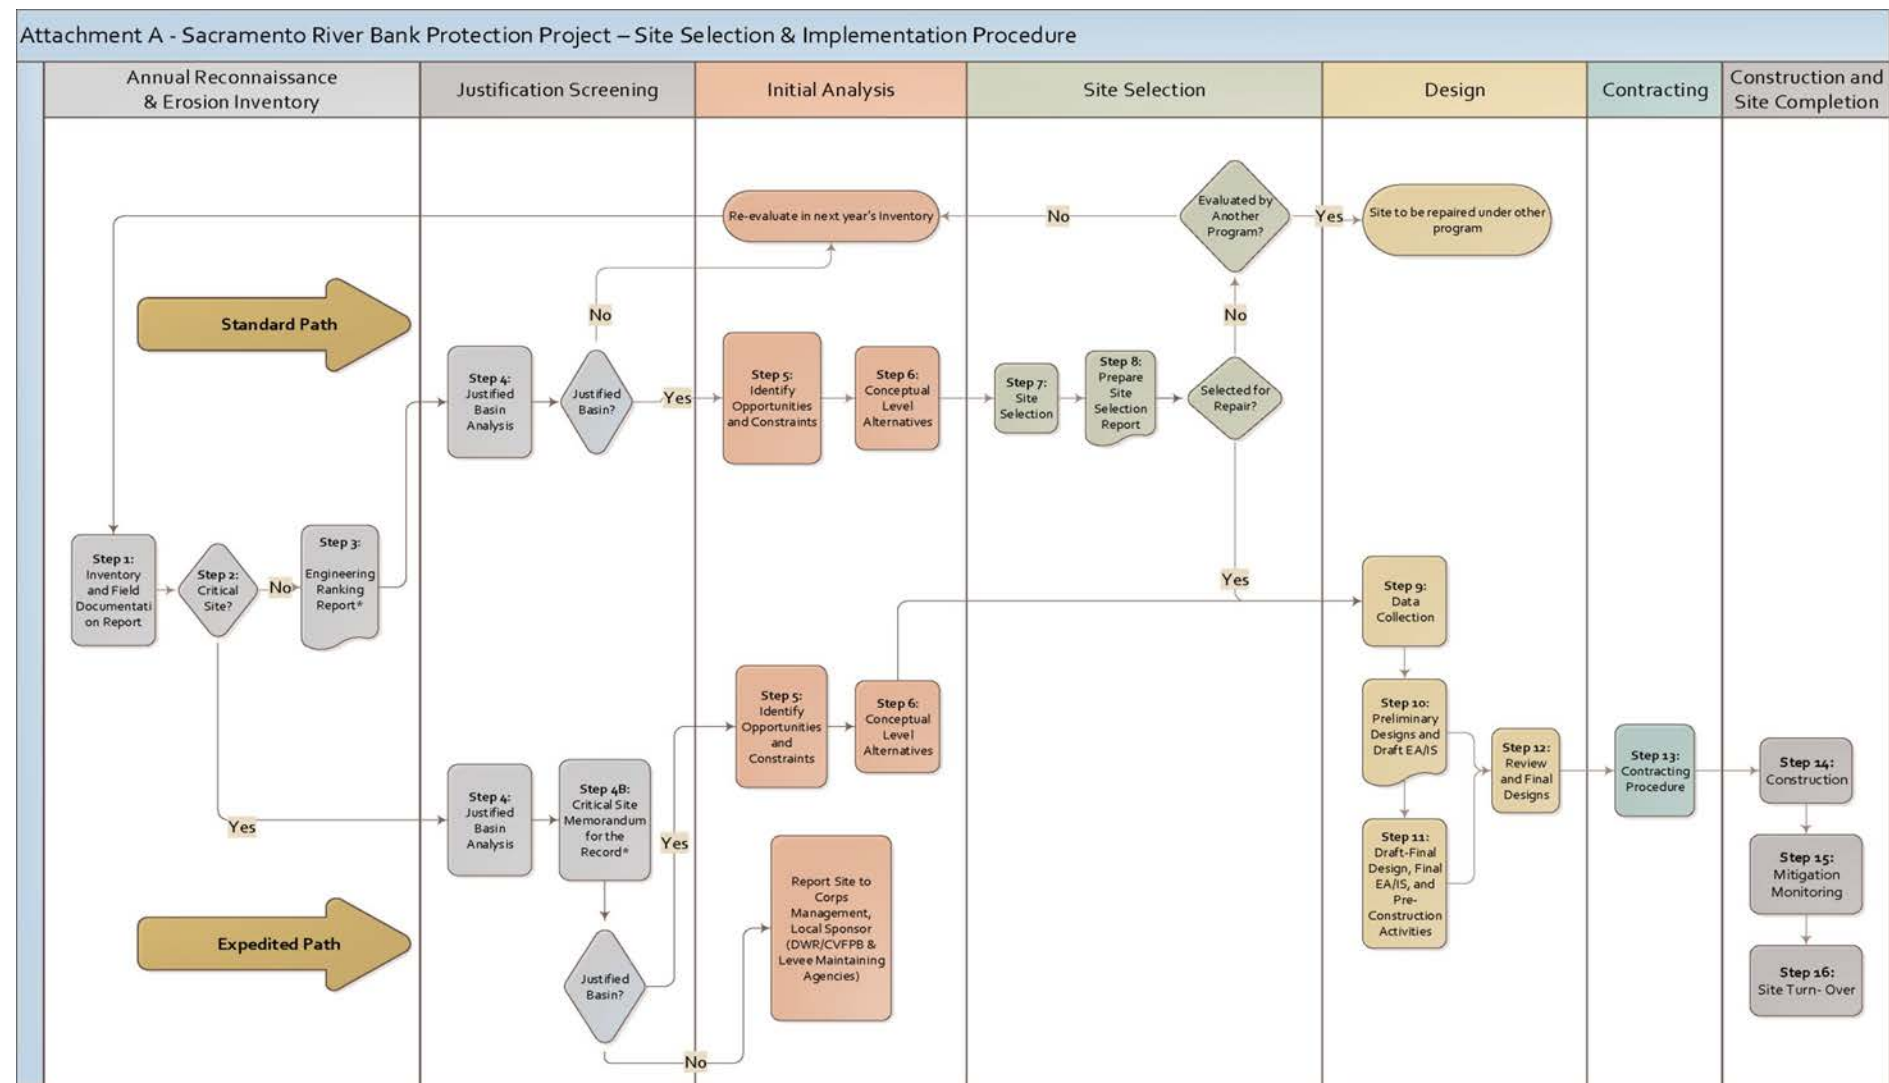 Attachment A - Sacramento River Bank Protection Project – Site Selection & Implementation Procedure
Annual Reconnaissance
& Erosion Inventory
Justification Screening
Initial Analysis
Site Selection
Design
Contracting
Construction and
Site Completion
Re-evaluate in next year's inventory
No
Evaluated by
Another
Program?
Yes
Site to be repaired under other
program
Standard Path
No
No
Step 4:
Justified
Basin
Analysis
Justified
Basin?
Yes
Step 5:
Identify
Opportunities
and Constraints
Step 6:
Conceptual
Level
Alternatives
Step 7:
Site
Selection
Step 8:
Prepare
Site
Selection
Report
Selected for
Repair?
Step 1:
Inventory
and Field
Documentati
on Report
Step 2:
Critical
Site?
No
Step 3:
Engineering
Ranking
Report*
Yes
Step 9:
Data
Collection
Step 5:
Identify
Opportunities
and
Constraints
Step 6:
Conceptual
Level
Alternatives
Step 10:
Preliminary
Designs and
Draft EA/IS
Step 12:
Review
and Final
Designs
Step 13:
Contracting
Procedure
Step 14:
Construction
Yes
Step 4:
Justified
Basin
Analysis
Step 4B:
Critical Site
Memorandum
for the
Record*
Yes
Step 11:
Draft-Final
Design, Final
EA/IS, and
Pre-
Construction
Activities
Step 15:
Mitigation
Monitoring
Report Site to
Corps
Management,
Local Sponsor
(DWR/CVFPB &
Levee Maintaining
Agencies)
Expedited Path
Justified
Basin?
Step 16:
Site Turn- Over
No